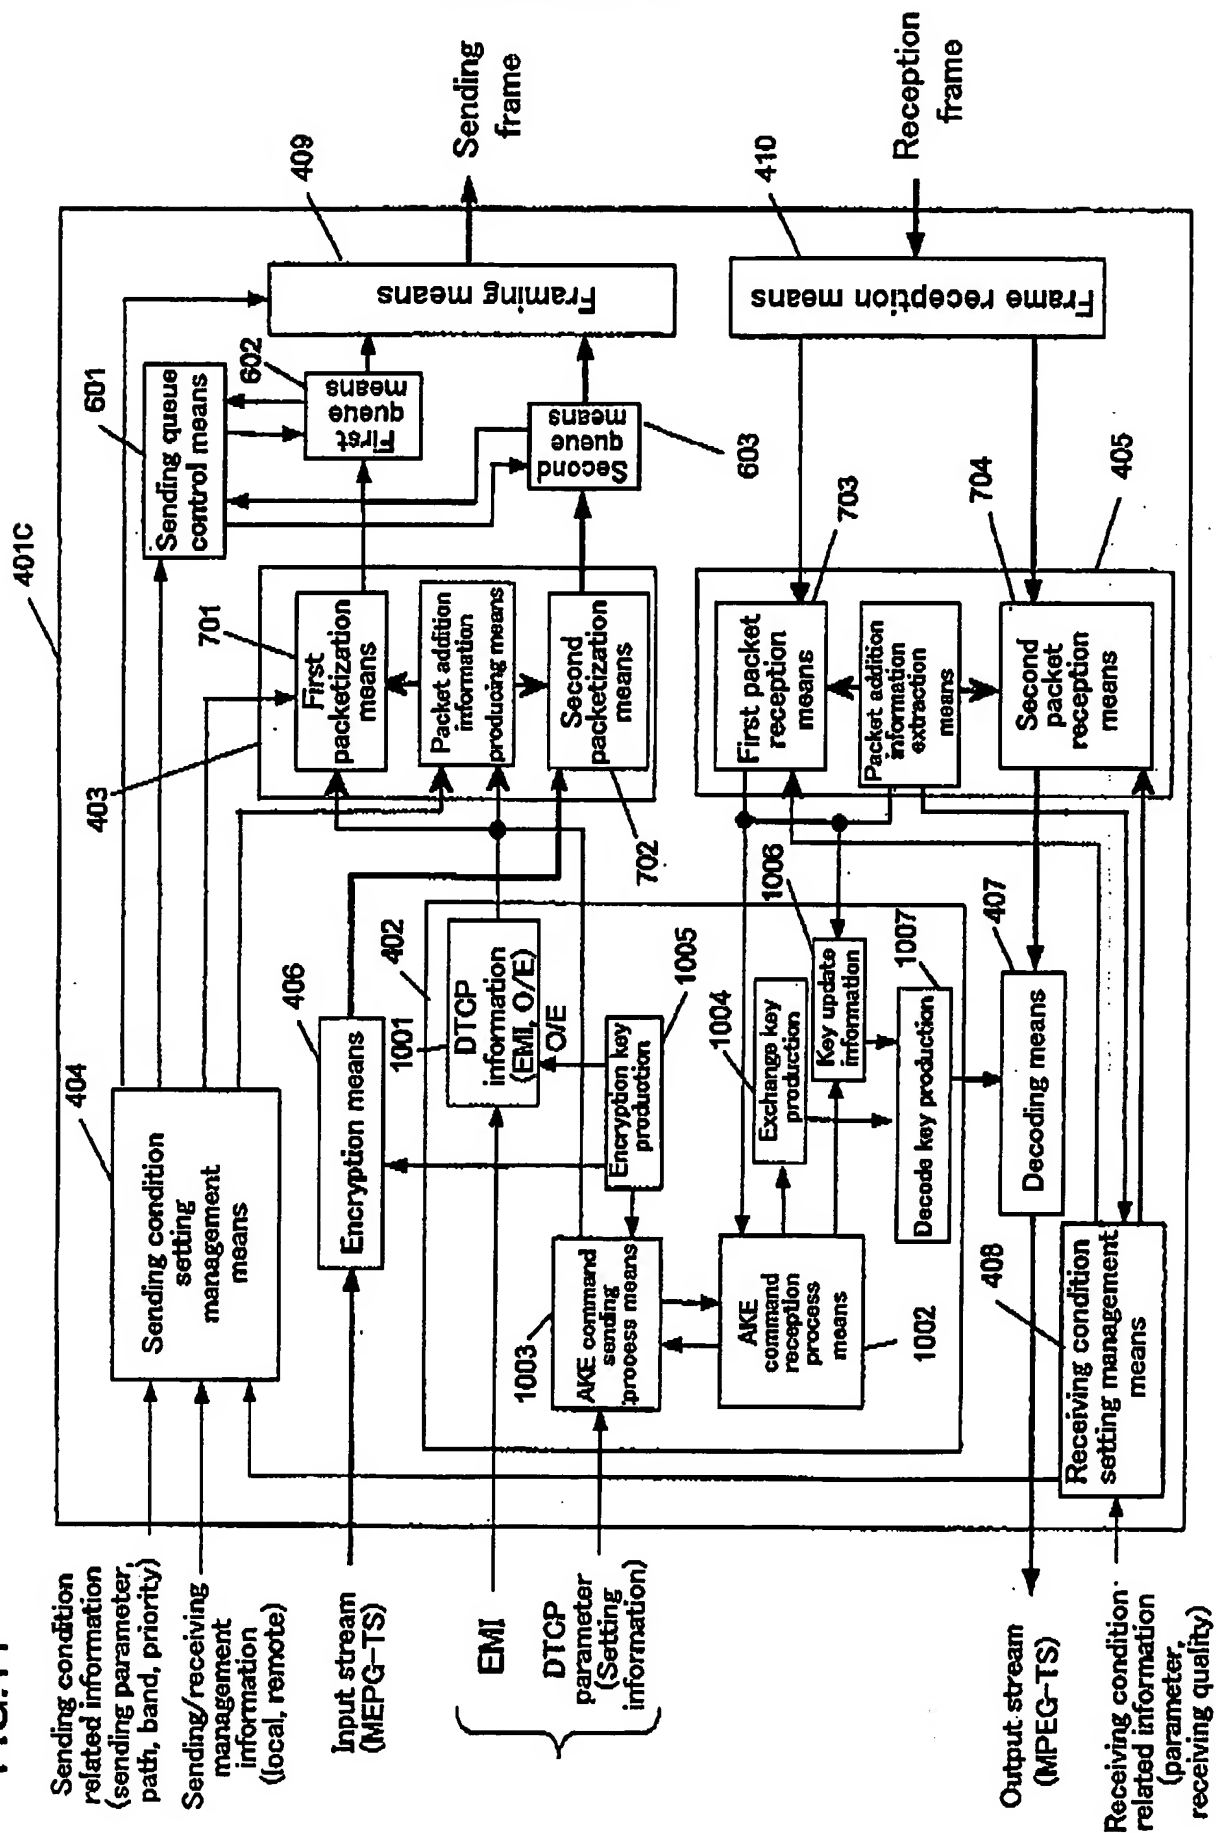 401C
Sending condition
related information
(sending parameter,
path, band, priority)
Sending/receiving
management
information
(local, remote)
Input stream
(MEPG-TS)
EMI
DTCP
parameter
(Setting
information)
Output stream
(MPEG-TS)
Receiving condition
related information
(parameter,
receiving quality)
404
Sending condition
setting
management
means
406
Encryption means
402
1001
DTCP
information
(EMI, O/E)
O/E
1005
Encryption key
production
1003
AKE command
sending
process means
AKE
command
reception
process
means
1002
1004
Exchange key
production
1006
Key update
information
1007
Decode key production
407
Decoding means
408
Receiving condition
setting management
means
403
701
First
packetization
means
Packet addition
information
producing means
Second
packetization
means
702
601
Sending queue
control means
602
First
queue
means
Second
queue
means
603
409
Framing means
Sending
frame
410
Frame reception means
Reception
frame
703
First packet
reception
means
Packet addition
information
extraction
means
704
Second
packet
reception
means
405